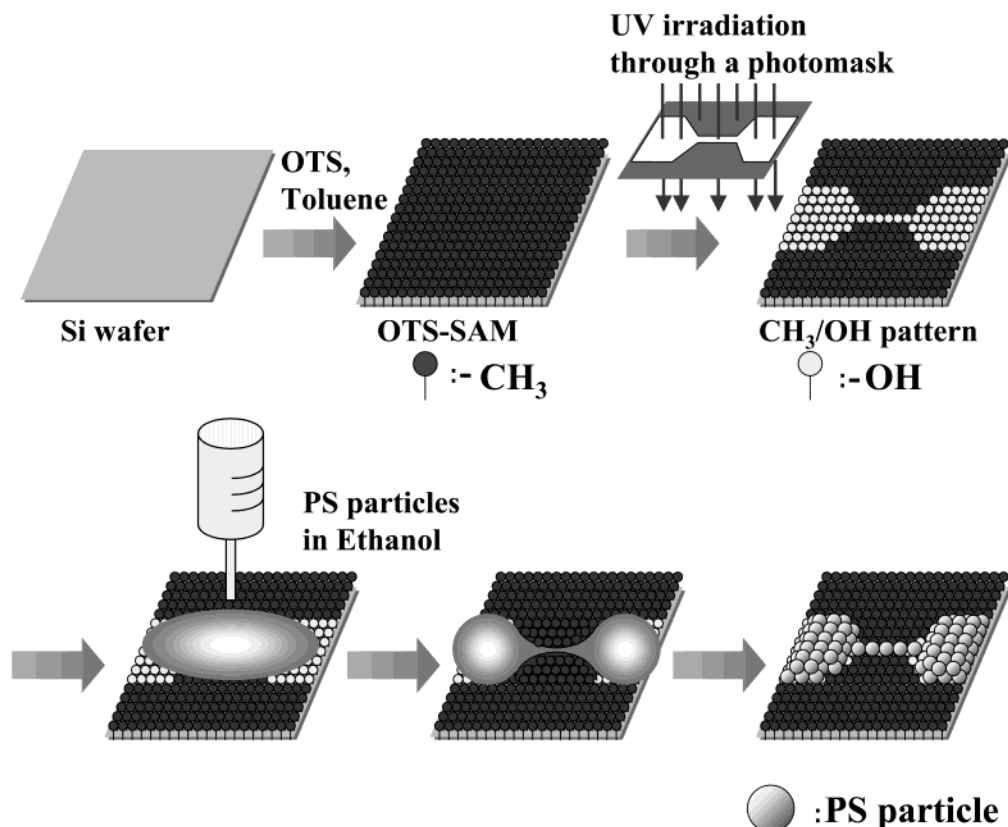 UV irradiation
through a photomask
OTS,
Toluene
Si wafer
OTS-SAM
CH₃/OH pattern
:-CH₃
:-OH
PS particles
in Ethanol
:PS particle